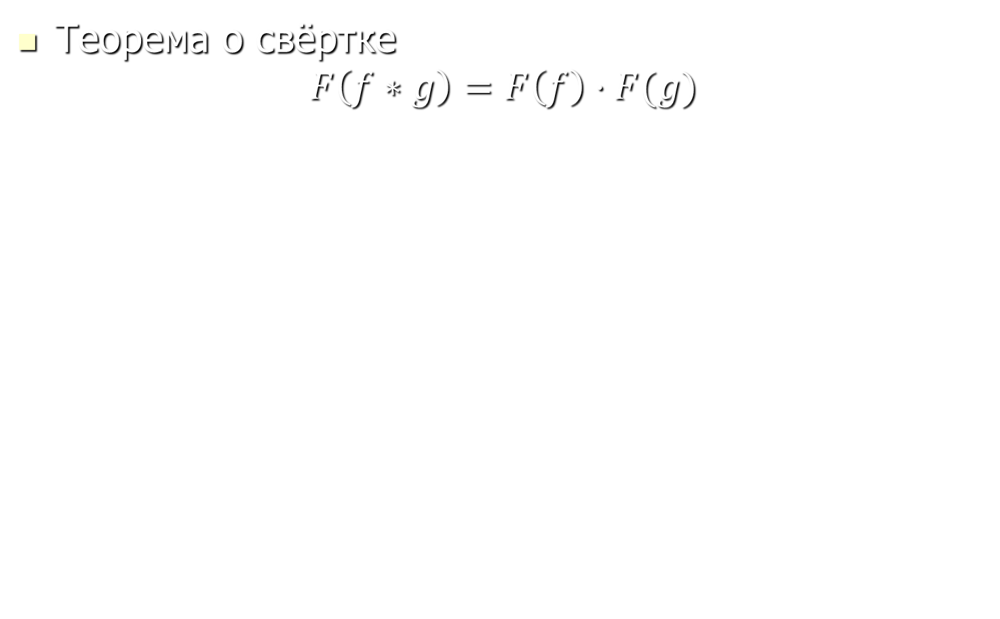 Теорема о свёртке
F(f ∗ g) = F(f) · F(g)